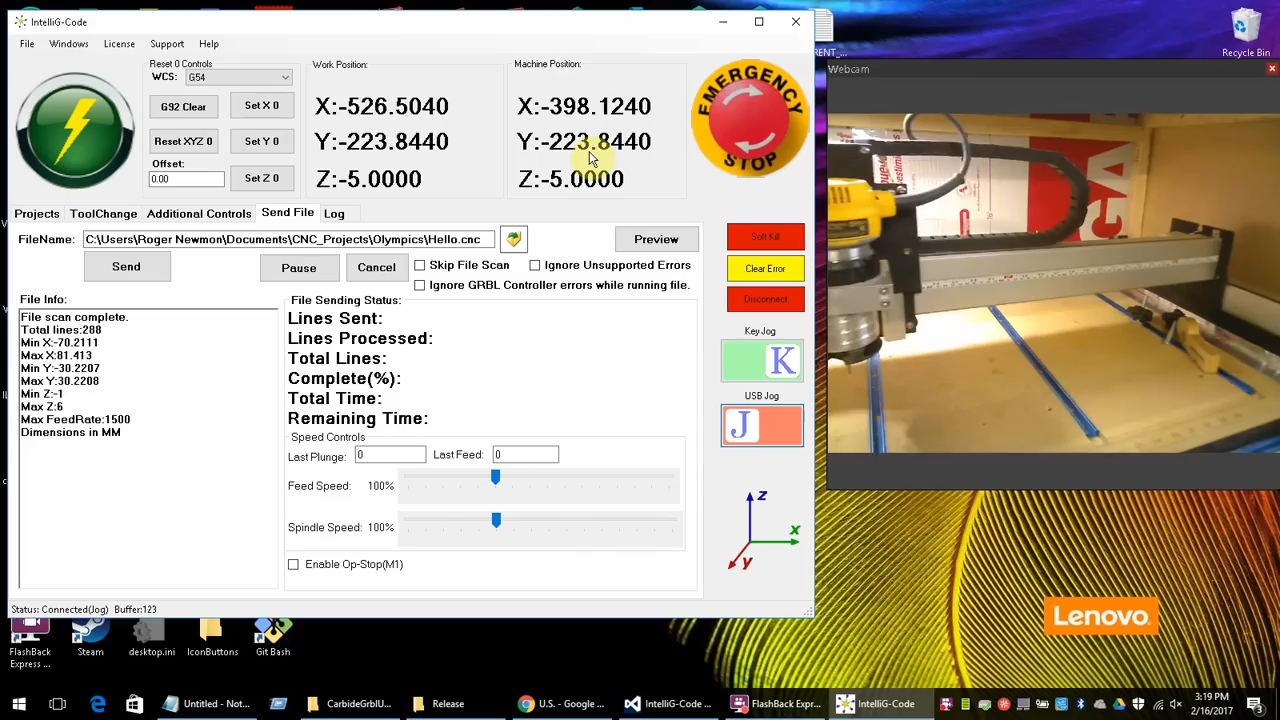 IntelliG-Code
File Windows License Support Help
Reset 0 Controls
WCS: G54
G92 Clear Set X 0
Reset XYZ 0 Set Y 0
Offset:
0.00 Set Z 0
Work Position:
X:-526.5040
Y:-223.8440
Z:-5.0000
Machine Position:
X:-398.1240
Y:-223.8440
Z:-5.0000
EMERGENCY
STOP
Projects ToolChange Additional Controls Send File Log
FileName: C:\Users\Roger Newmon\Documents\CNC_Projects\Olympics\Hello.cnc Preview
Send Pause Cancel
Skip File Scan Ignore Unsupported Errors
Ignore GRBL Controller errors while running file.
File Info:
File scan complete.
Total lines:288
Min X:-70.2111
Max X:81.413
Min Y:-30.2207
Max Y:30.2208
Min Z:-1
Max Z:6
Max FeedRate:1500
Dimensions in MM
File Sending Status:
Lines Sent:
Lines Processed:
Total Lines:
Complete(%):
Total Time:
Remaining Time:
Speed Controls
Last Plunge: 0 Last Feed: 0
Feed Speed: 100%
Spindle Speed: 100%
Enable Op-Stop(M1)
Soft Kill
Clear Error
Disconnect
Key Jog
K
USB Jog
J
z
x
y
Status: Connected(Jog) Buffer:123
Webcam
Recycle Bin
Lenovo.
FlashBack
Express ...
Steam
desktop.ini
IconButtons
Git Bash
Untitled - Not...
CarbideGrblU...
Release
U.S. - Google ...
IntelliG-Code ...
FlashBack Expr...
IntelliG-Code
3:19 PM
2/16/2017